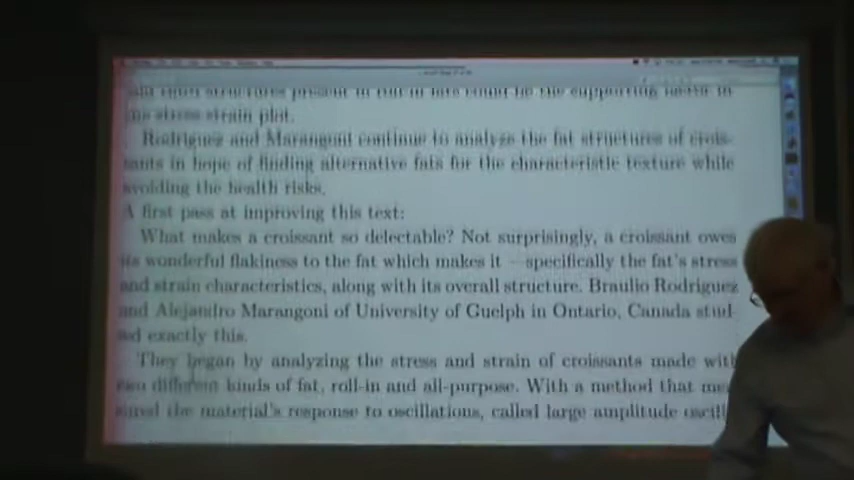 the stress strain plot.
Rodriguez and Marangoni continue to analyze the fat structures of crois-
sants in hope of finding alternative fats for the characteristic texture while
avoiding the health risks.
A first pass at improving this text:
What makes a croissant so delectable? Not surprisingly, a croissant owes
its wonderful flakiness to the fat which makes it —specifically the fat's stress
and strain characteristics, along with its overall structure. Braulio Rodriguez
and Alejandro Marangoni of University of Guelph in Ontario, Canada stud-
ied exactly this.
They began by analyzing the stress and strain of croissants made with
two different kinds of fat, roll-in and all-purpose. With a method that
the material's response to oscillations, called large amplitude